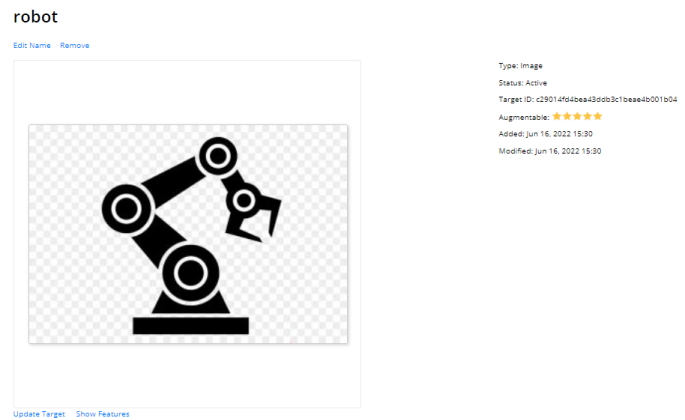 robot
Edit Name Remove
Type: Image
Status: Active
Target ID: c29014fd4bea43ddb3c1beae4b001b04
Augmentable:
Added: Jun 16, 2022 15:30
Modified: Jun 16, 2022 15:30
Update Target Show Features